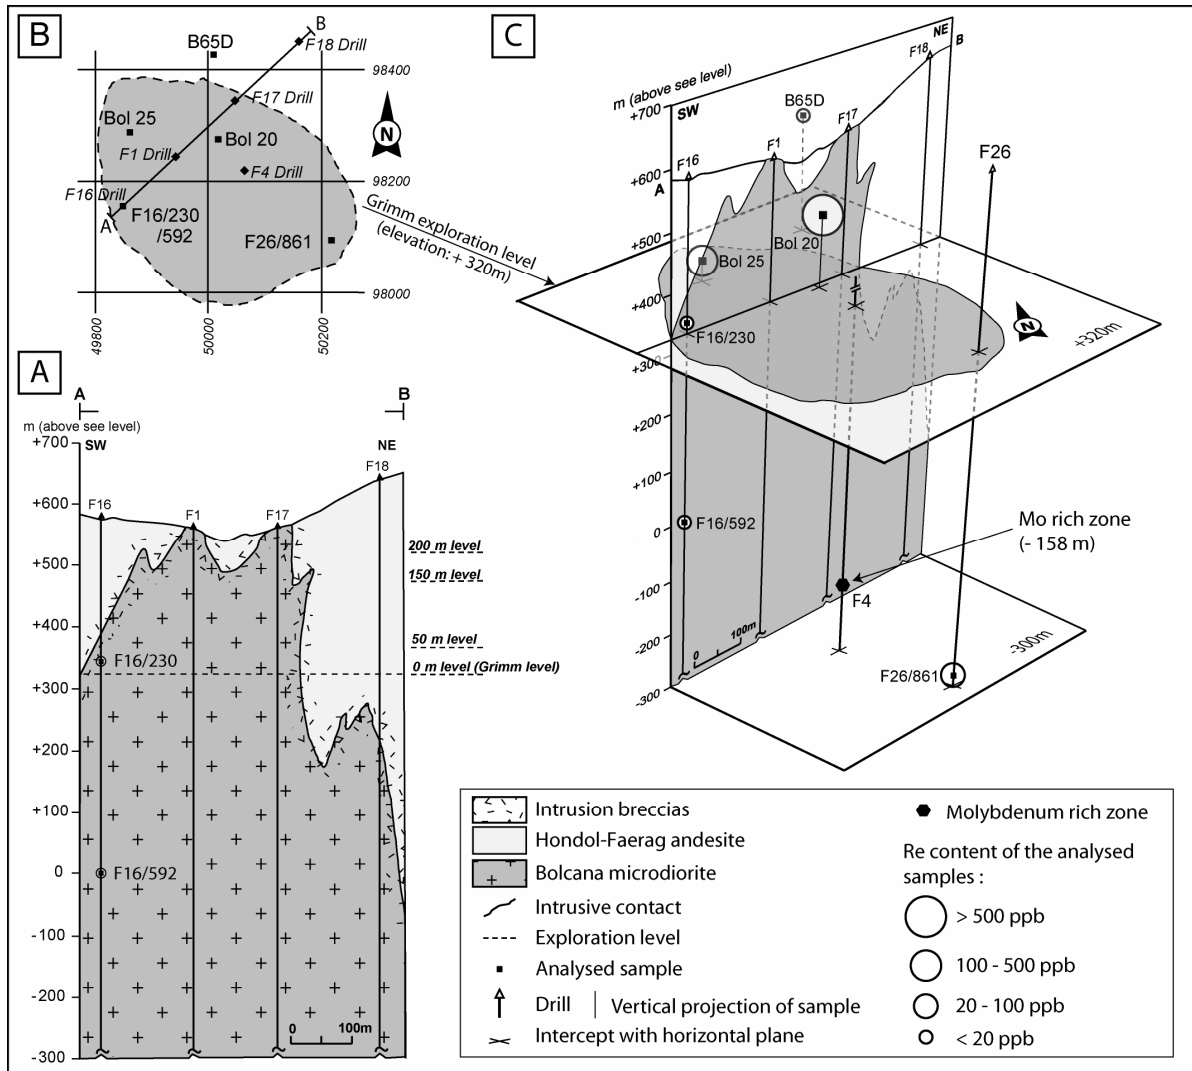 B
B65D
B
F18 Drill
98400
F17 Drill
Bol 25
Bol 20
N
F1 Drill
F4 Drill
98200
F16 Drill
A
F16/230
/592
F26/861
98000
49800
50000
50200
Grimm exploration level
(elevation: + 320m)
A
A
B
m (above see level)
SW
NE
+700
+600
+500
+400
+300
+200
+100
0
- 100
-200
-300
F16
F1
F17
F18
200 m level
150 m level
50 m level
0 m level (Grimm level)
F16/230
F16/592
0
100m
C
m (above see level)
NE
B
F18
+700
SW
B65D
F17
F1
F16
F26
+600
A
+500
Bol 20
Bol 25
+400
F16/230
N
+320m
+300
+200
+100
F16/592
0
Mo rich zone
(- 158 m)
-100
F4
-200
0
100m
-300m
F26/861
-300
Intrusion breccias
Hondol-Faerag andesite
Bolcana microdiorite
Intrusive contact
Exploration level
Analysed sample
Drill
Vertical projection of sample
Intercept with horizontal plane
Molybdenum rich zone
Re content of the analysed
samples :
> 500 ppb
100 - 500 ppb
20 - 100 ppb
< 20 ppb